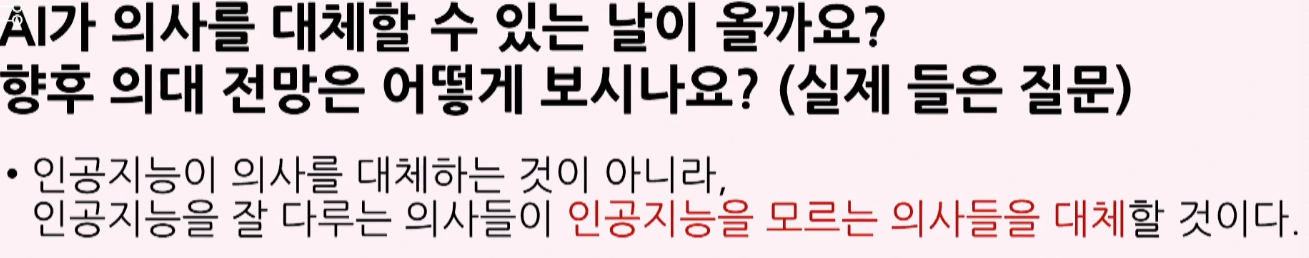 AI가 의사를 대체할 수 있는 날이 올까요?
향후 의대 전망은 어떻게 보시나요? (실제 들은 질문)
• 인공지능이 의사를 대체하는 것이 아니라,
인공지능을 잘 다루는 의사들이 인공지능을 모르는 의사들을 대체할 것이다.